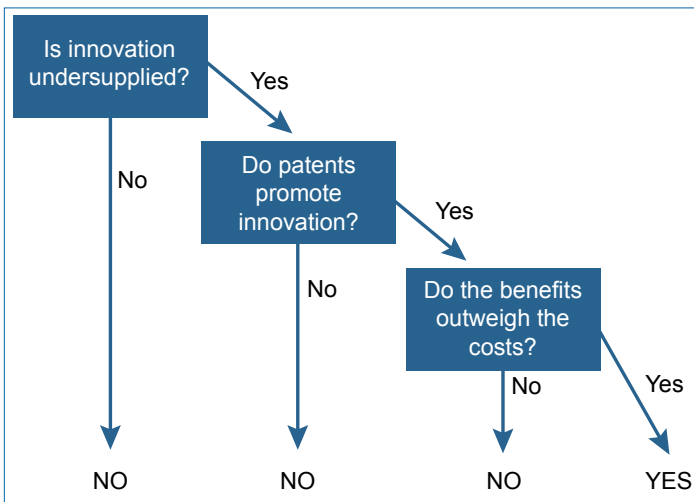 Is innovation
undersupplied?
Yes
No
Do patents
promote
innovation?
Yes
No
Do the benefits
outweigh the
costs?
No
Yes
NO
NO
NO
YES